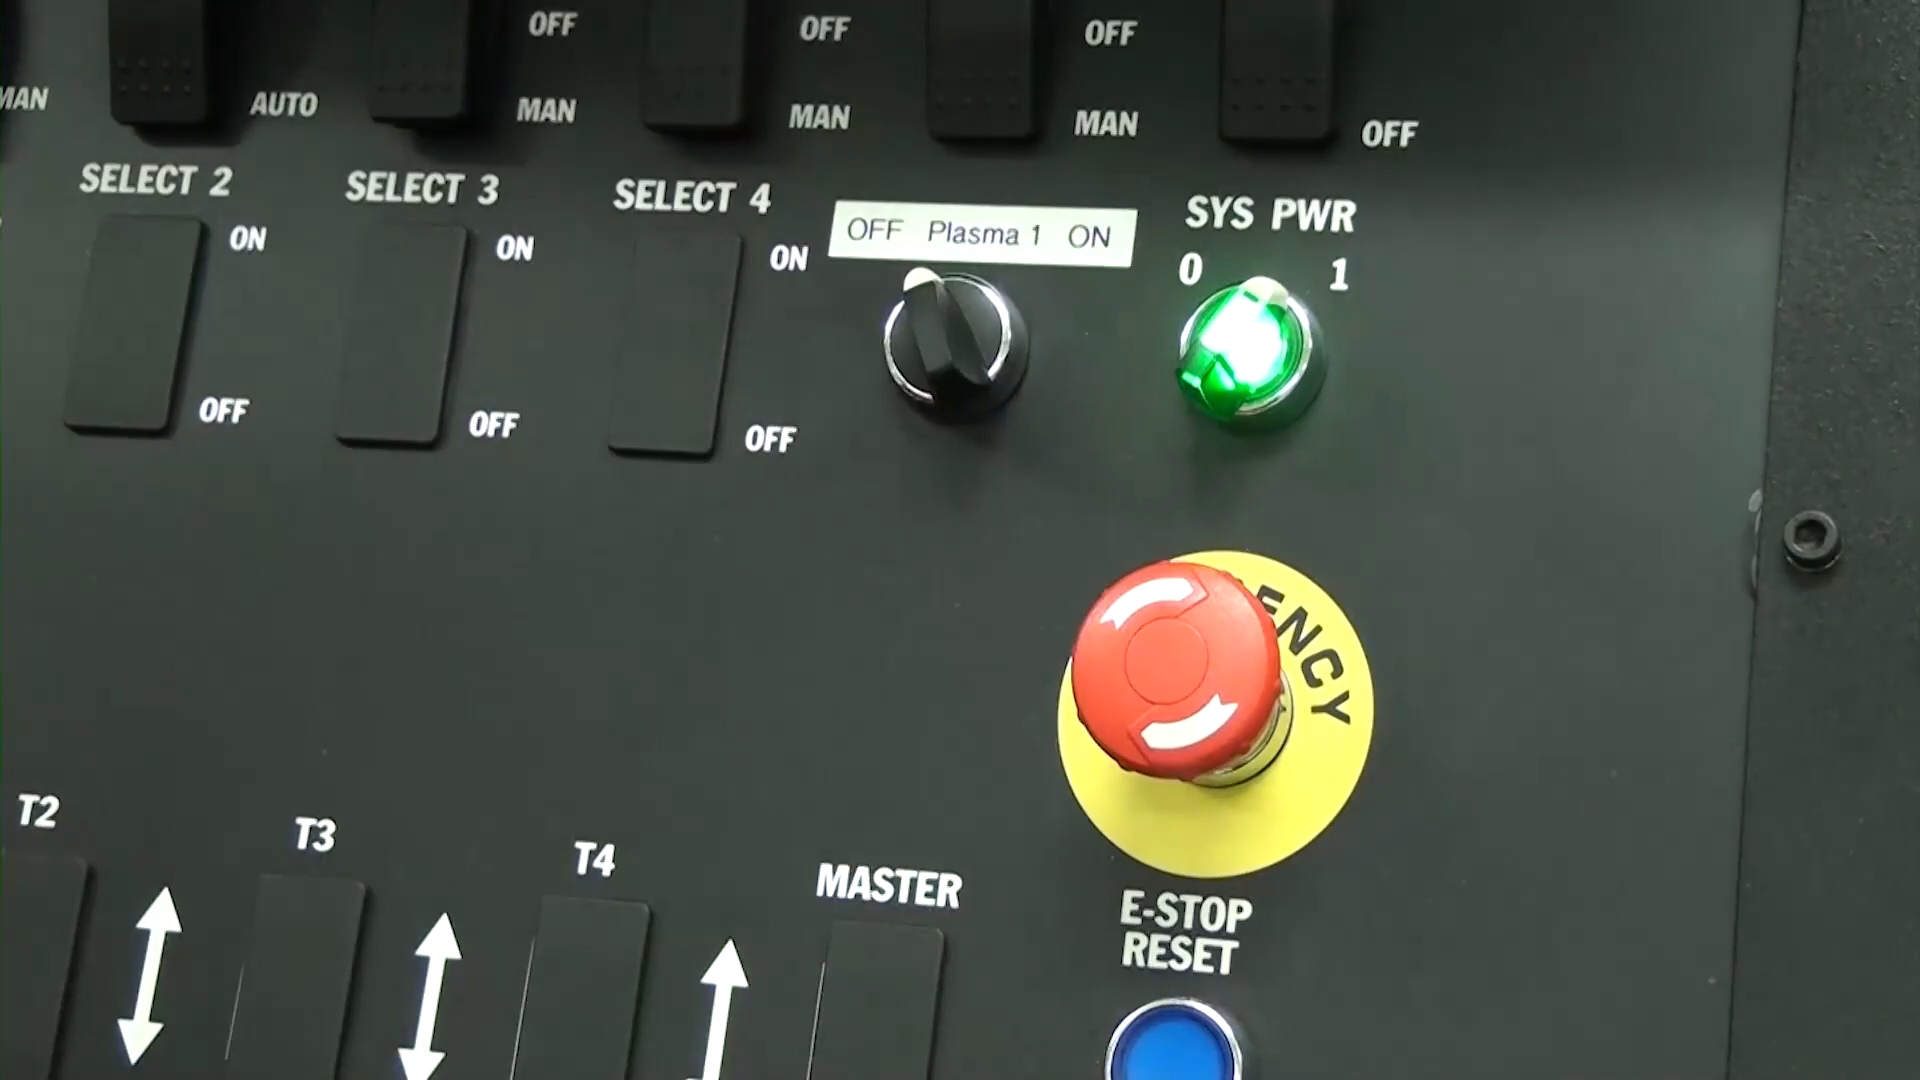 OFF
OFF
OFF
MAN
AUTO
MAN
MAN
MAN
OFF
SELECT 2
SELECT 3
SELECT 4
OFF Plasma 1 ON
SYS PWR
ON
ON
ON
0 1
OFF
OFF
OFF
ENCY
T2
T3
T4
MASTER
E-STOP
RESET